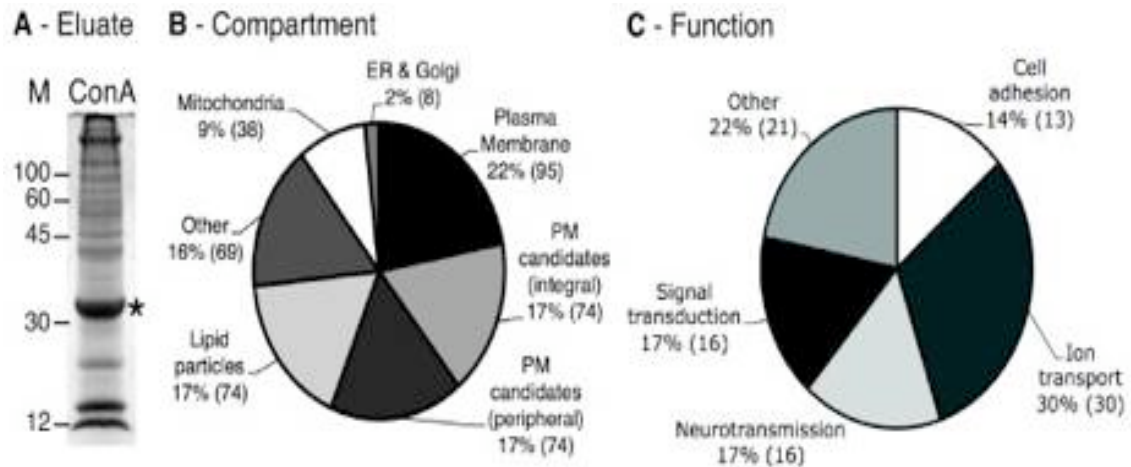 A - Eluate
M ConA
100
60
45
*
30
12
B - Compartment
ER & Golgi
2% (8)
Plasma
Membrane
22% (95)
PM
candidates
(integral)
17% (74)
PM
candidates
(peripheral)
17% (74)
Lipid
particles
17% (74)
Other
16% (69)
Mitochondria
9% (38)
C - Function
Cell
adhesion
14% (13)
Ion
transport
30% (30)
Neurotransmission
17% (16)
Signal
transduction
17% (16)
Other
22% (21)